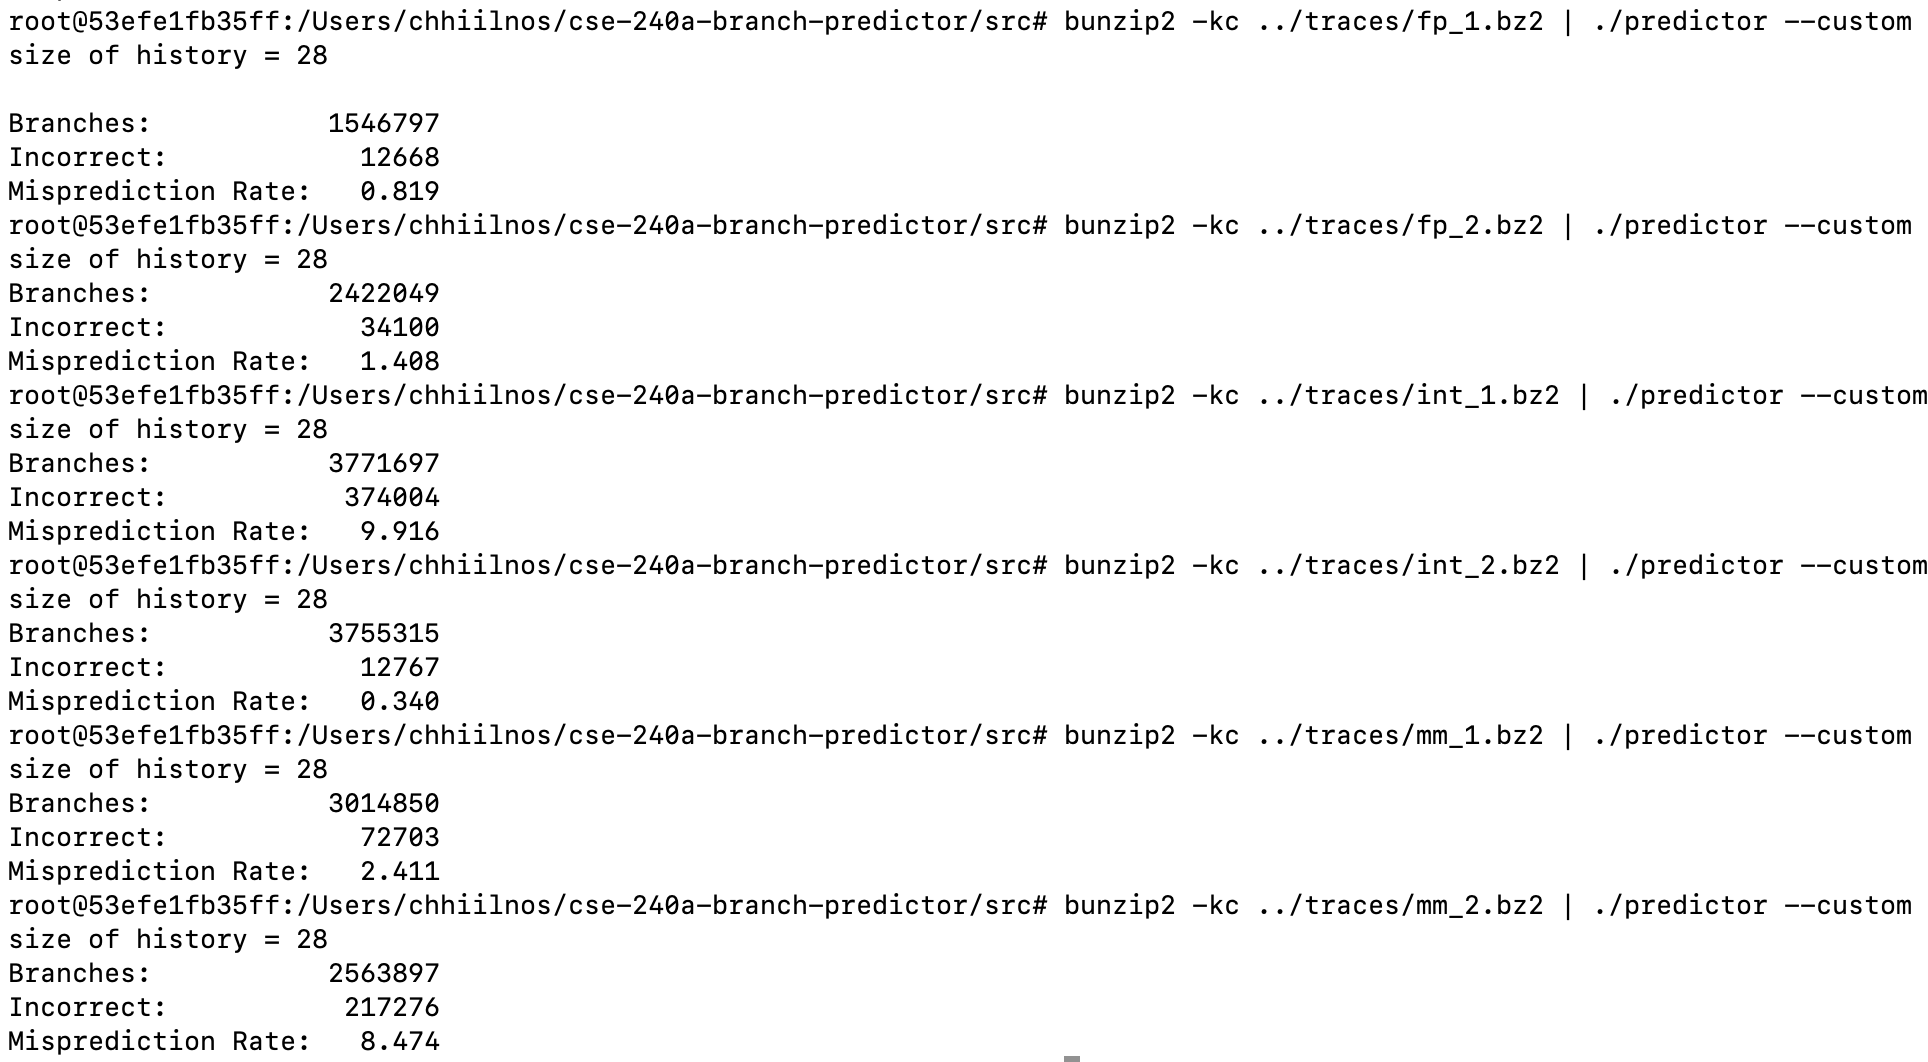 root@53efe1fb35ff:/Users/chhiilnos/cse-240a-branch-predictor/src# bunzip2 -kc ../traces/fp_1.bz2 | ./predictor --custom
size of history = 28
Branches: 1546797
Incorrect: 12668
Misprediction Rate: 0.819
root@53efe1fb35ff:/Users/chhiilnos/cse-240a-branch-predictor/src# bunzip2 -kc ../traces/fp_2.bz2 | ./predictor --custom
size of history = 28
Branches: 2422049
Incorrect: 34100
Misprediction Rate: 1.408
root@53efe1fb35ff:/Users/chhiilnos/cse-240a-branch-predictor/src# bunzip2 -kc ../traces/int_1.bz2 | ./predictor --custom
size of history = 28
Branches: 3771697
Incorrect: 374004
Misprediction Rate: 9.916
root@53efe1fb35ff:/Users/chhiilnos/cse-240a-branch-predictor/src# bunzip2 -kc ../traces/int_2.bz2 | ./predictor --custom
size of history = 28
Branches: 3755315
Incorrect: 12767
Misprediction Rate: 0.340
root@53efe1fb35ff:/Users/chhiilnos/cse-240a-branch-predictor/src# bunzip2 -kc ../traces/mm_1.bz2 | ./predictor --custom
size of history = 28
Branches: 3014850
Incorrect: 72703
Misprediction Rate: 2.411
root@53efe1fb35ff:/Users/chhiilnos/cse-240a-branch-predictor/src# bunzip2 -kc ../traces/mm_2.bz2 | ./predictor --custom
size of history = 28
Branches: 2563897
Incorrect: 217276
Misprediction Rate: 8.474